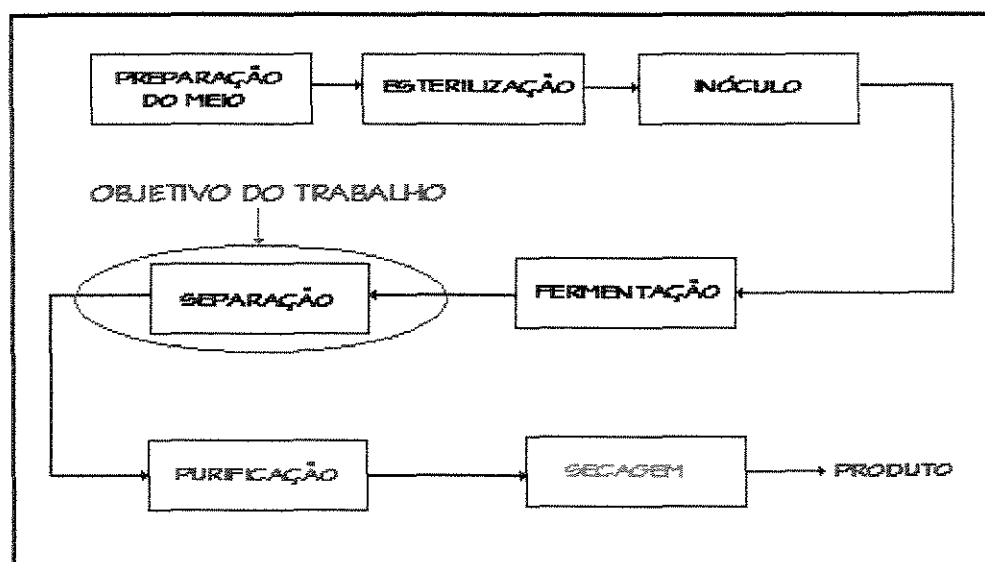 PREPARAÇÃO
DO MEIO
ESTERILIZAÇÃO
INÓCULO
OBJETIVO DO TRABALHO
SEPARAÇÃO
FERMENTAÇÃO
PURIFICAÇÃO
SECAGEM
PRODUTO